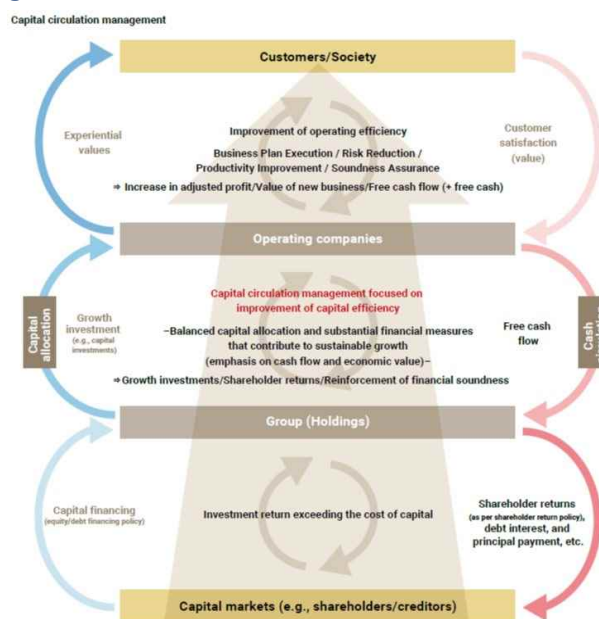 Capital circulation management
Customers/Society
Experiential
values
Improvement of operating efficiency
Business Plan Execution / Risk Reduction /
Productivity Improvement / Soundness Assurance
⇒ Increase in adjusted profit/Value of new business/Free cash flow (+ free cash)
Customer
satisfaction
(value)
Operating companies
Capital
allocation
Growth
investment
(e.g., capital
investments)
Capital circulation management focused on
improvement of capital efficiency
–Balanced capital allocation and substantial financial measures
that contribute to sustainable growth
(emphasis on cash flow and economic value)–
⇒Growth investments/Shareholder returns/Reinforcement of financial soundness
Free cash
flow
Cash
Group (Holdings)
Capital financing
(equity/debt financing policy)
Investment return exceeding the cost of capital
Shareholder returns
(as per shareholder return policy),
debt interest, and
principal payment, etc.
Capital markets (e.g., shareholders/creditors)